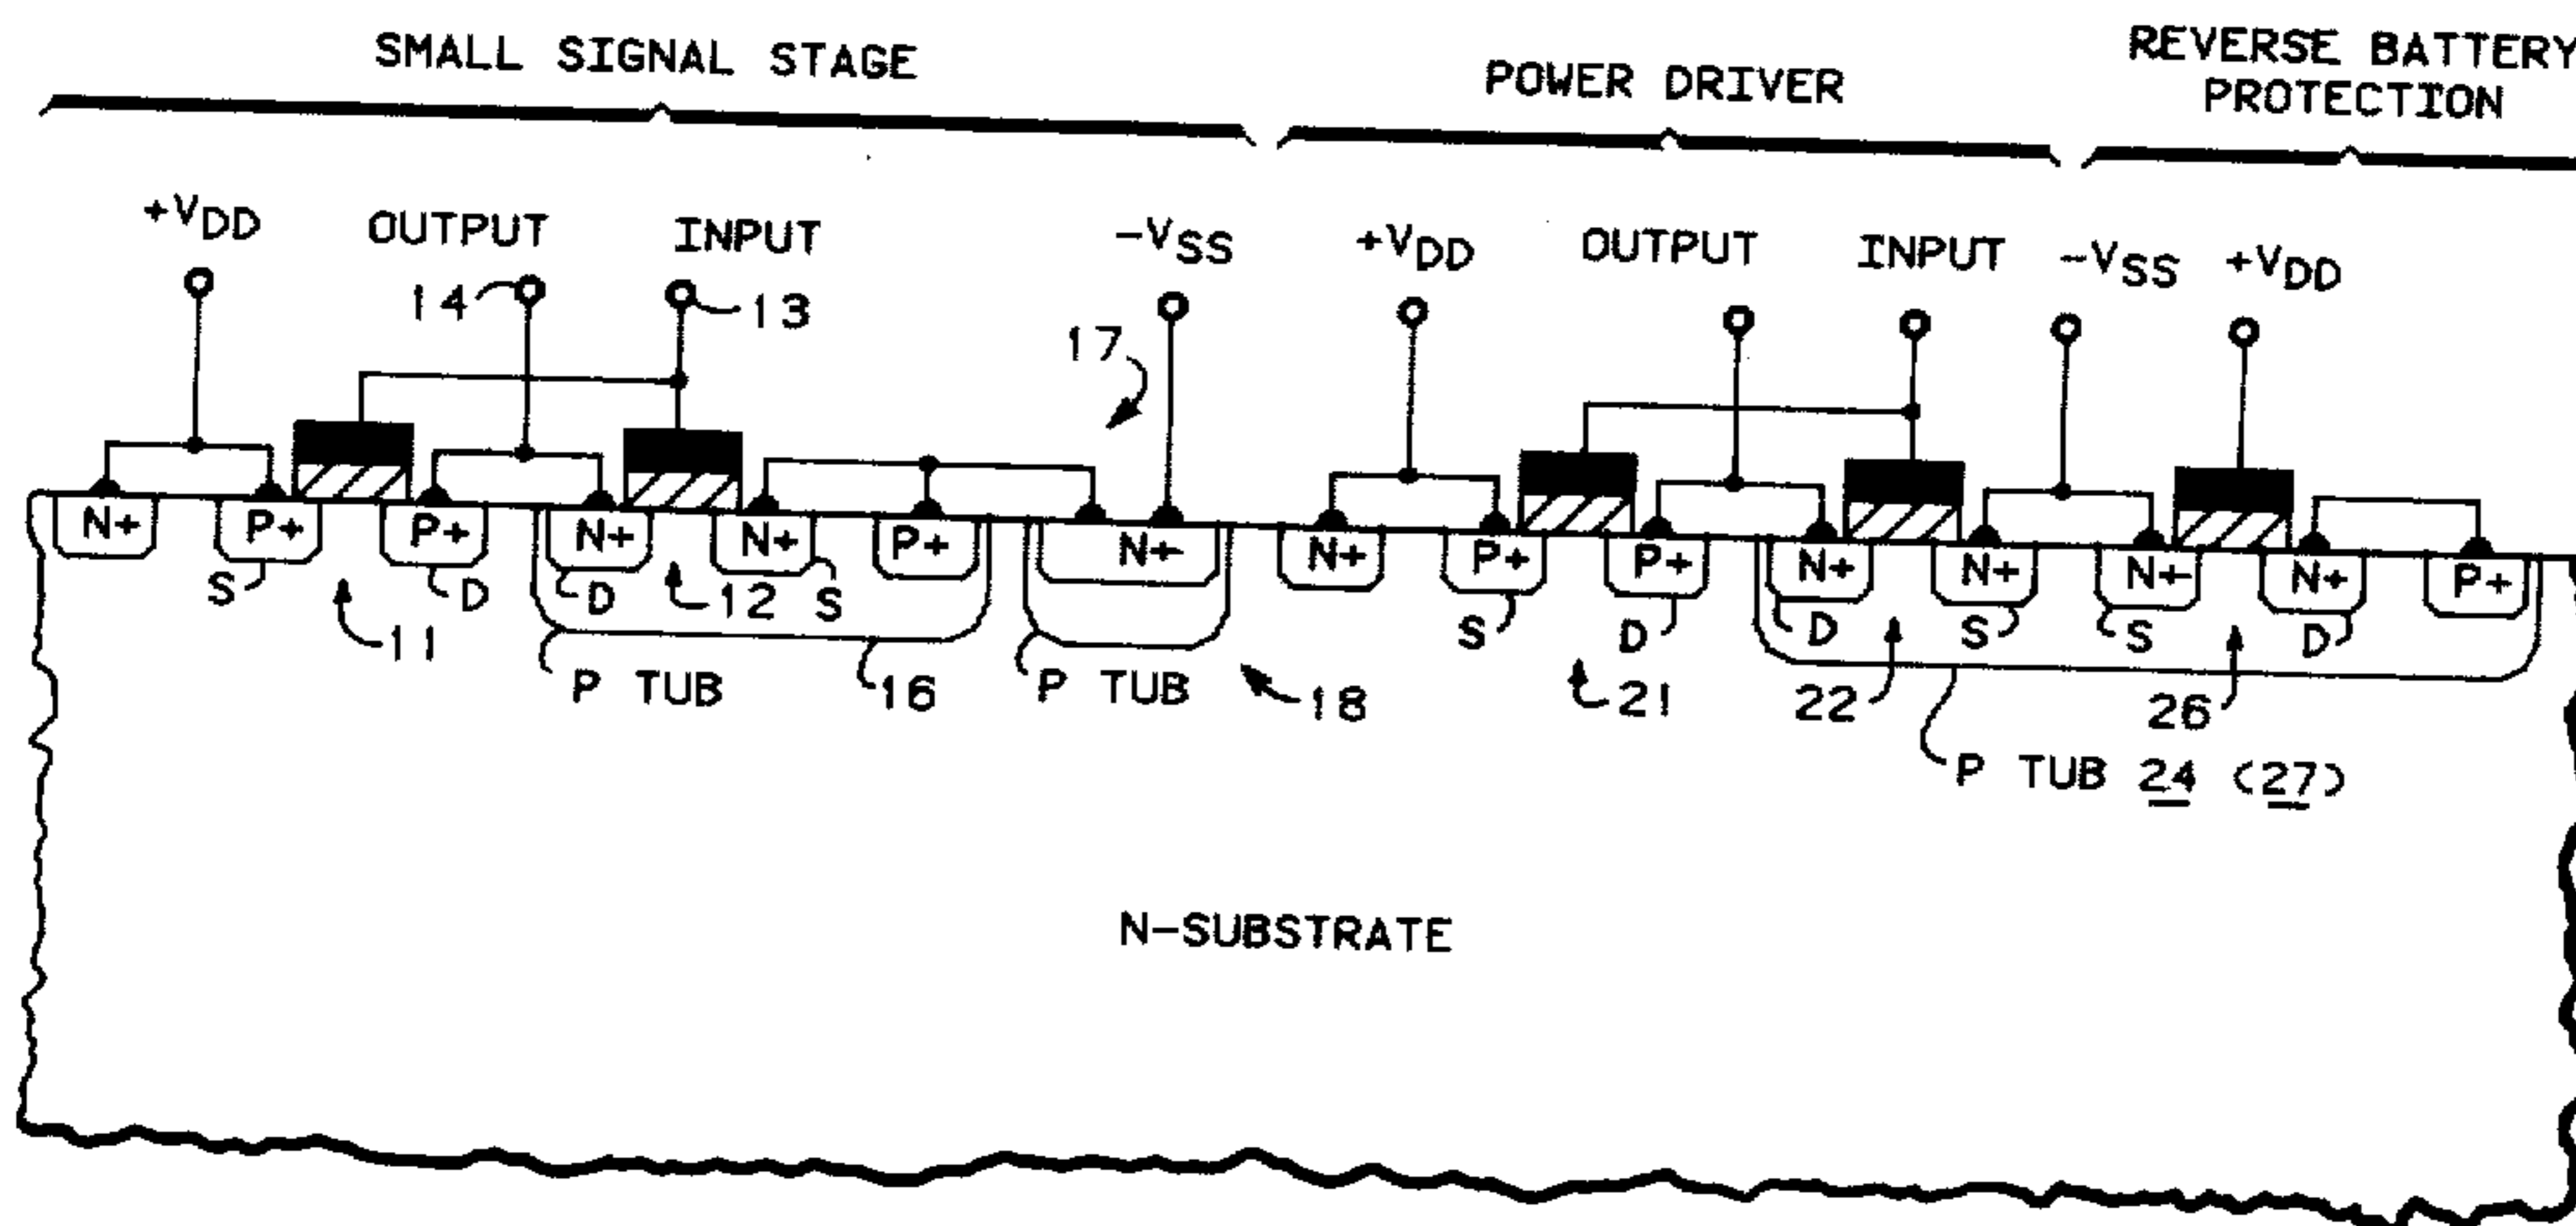 SMALL SIGNAL STAGE
POWER DRIVER
REVERSE BATTERY
PROTECTION
+VDD
OUTPUT
INPUT
-VSS
+VDD
OUTPUT
INPUT
-VSS
+VDD
14
13
17
N+
P+
P+
N+
N+
P+
N+
N+
P+
P+
N+
N+
N+
N+
P+
S
D
D
12
S
S
D
D
S
S
D
11
P TUB
16
P TUB
18
21
22
26
P TUB 24 (27)
N-SUBSTRATE